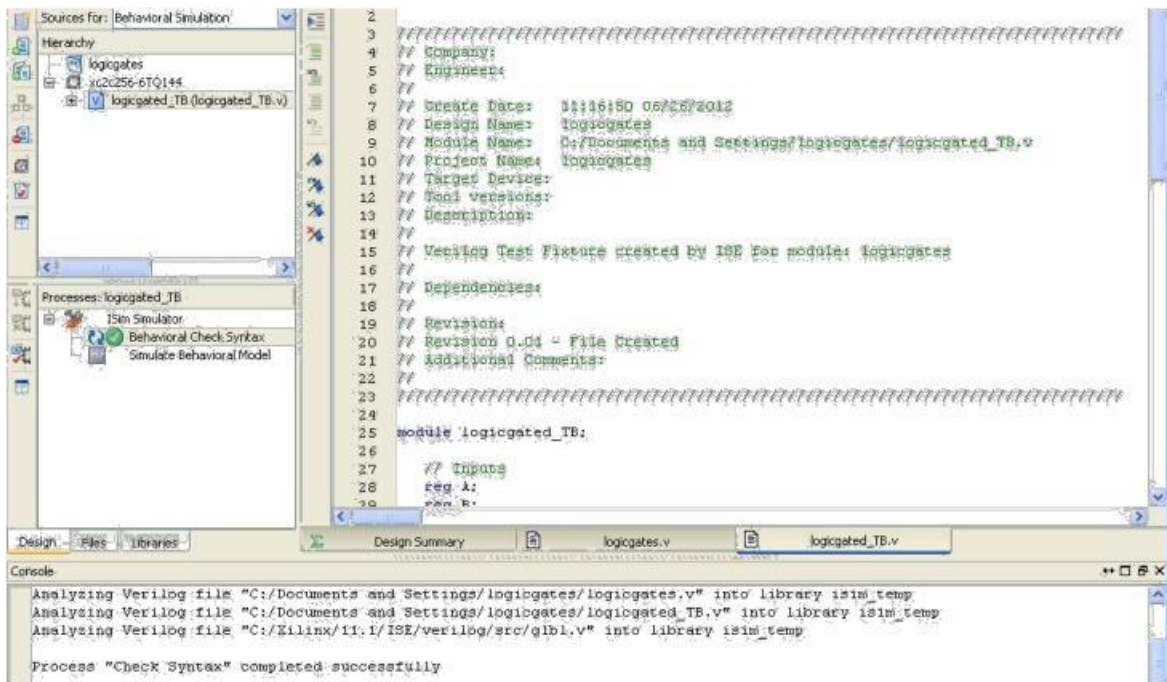 Sources for: Behavioral Simulation
Hierarchy
logicgates
xc2c256-6TQ144
logicgated_TB (logicgated_TB.v)
Processes: logicgated_TB
ISim Simulator
Behavioral Check Syntax
Simulate Behavioral Model
2
3 ////////////////////////////////////////////////////////////////////////////////
4 // Company:
5 // Engineer:
6 //
7 // Create Date: 11:16:50 06/26/2012
8 // Design Name: logicgates
9 // Module Name: C:/Documents and Settings/logicgates/logicgated_TB.v
10 // Project Name: logicgates
11 // Target Device:
12 // Tool versions:
13 // Description:
14 //
15 // Verilog Test Fixture created by ISE for module: logicgates
16 //
17 // Dependencies:
18 //
19 // Revision:
20 // Revision 0.01 - File Created
21 // Additional Comments:
22 //
23 ////////////////////////////////////////////////////////////////////////////////
24
25 module logicgated_TB;
26
27 // Inputs
28 reg A;
29 reg B;
Design Files Libraries
Design Summary logicgates.v logicgated_TB.v
Console
Analyzing Verilog file "C:/Documents and Settings/logicgates/logicgates.v" into library isim_temp
Analyzing Verilog file "C:/Documents and Settings/logicgates/logicgated_TB.v" into library isim_temp
Analyzing Verilog file "C:/Xilinx/11.1/ISE/verilog/src/glbl.v" into library isim_temp
Process "Check Syntax" completed successfully